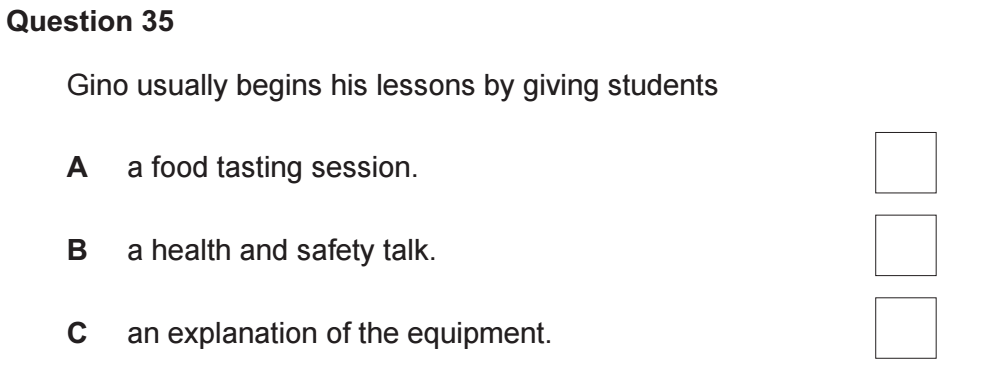 Question 35
Gino usually begins his lessons by giving students
A a food tasting session.
B a health and safety talk.
C an explanation of the equipment.